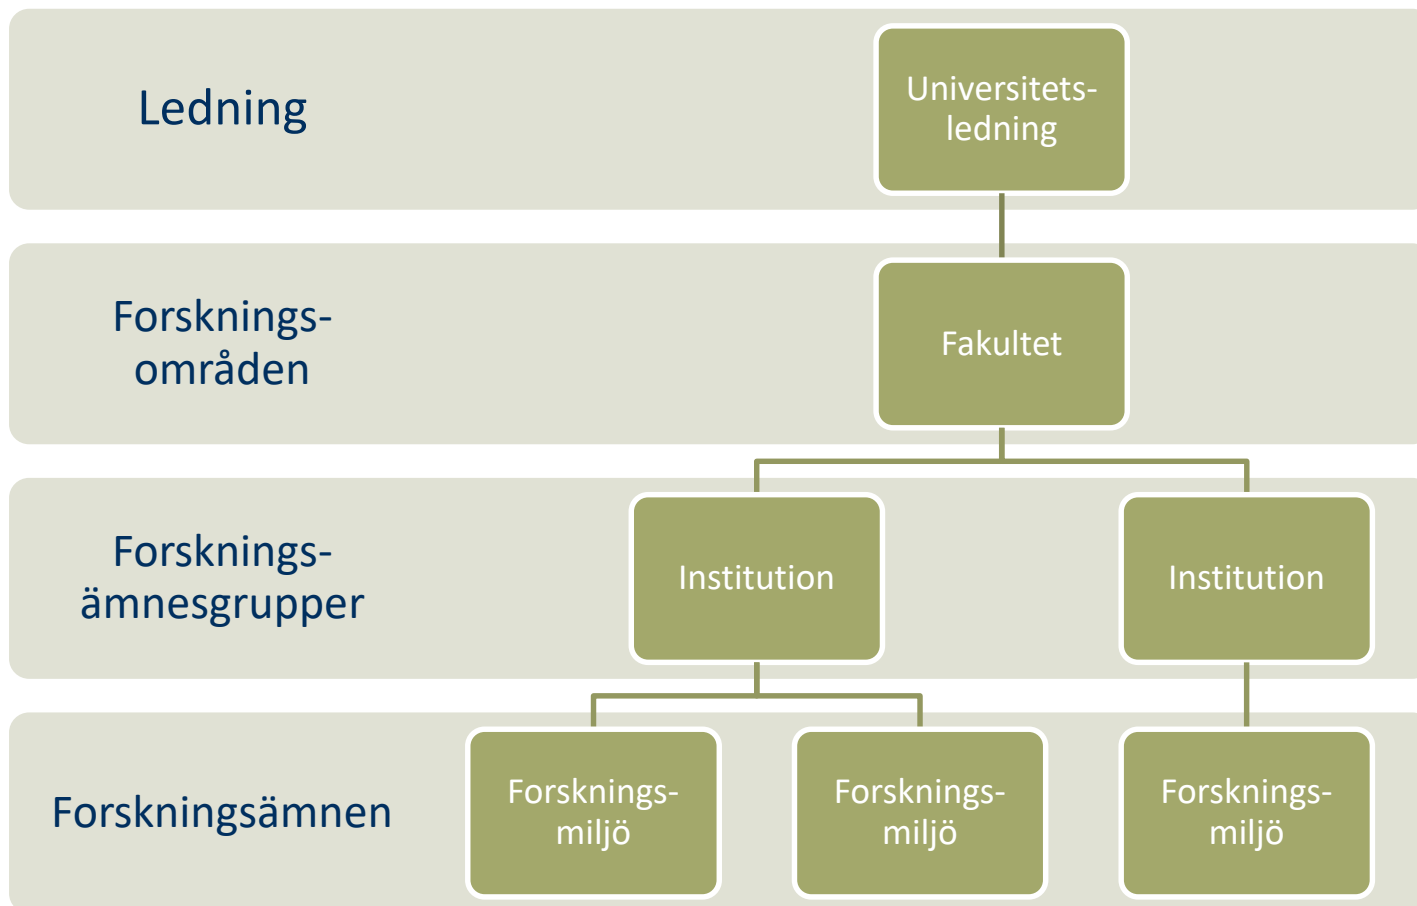 Ledning
Universitets-
ledning
Forsknings-
områden
Fakultet
Forsknings-
ämnesgrupper
Institution
Institution
Forskningsämnen
Forsknings-
miljö
Forsknings-
miljö
Forsknings-
miljö